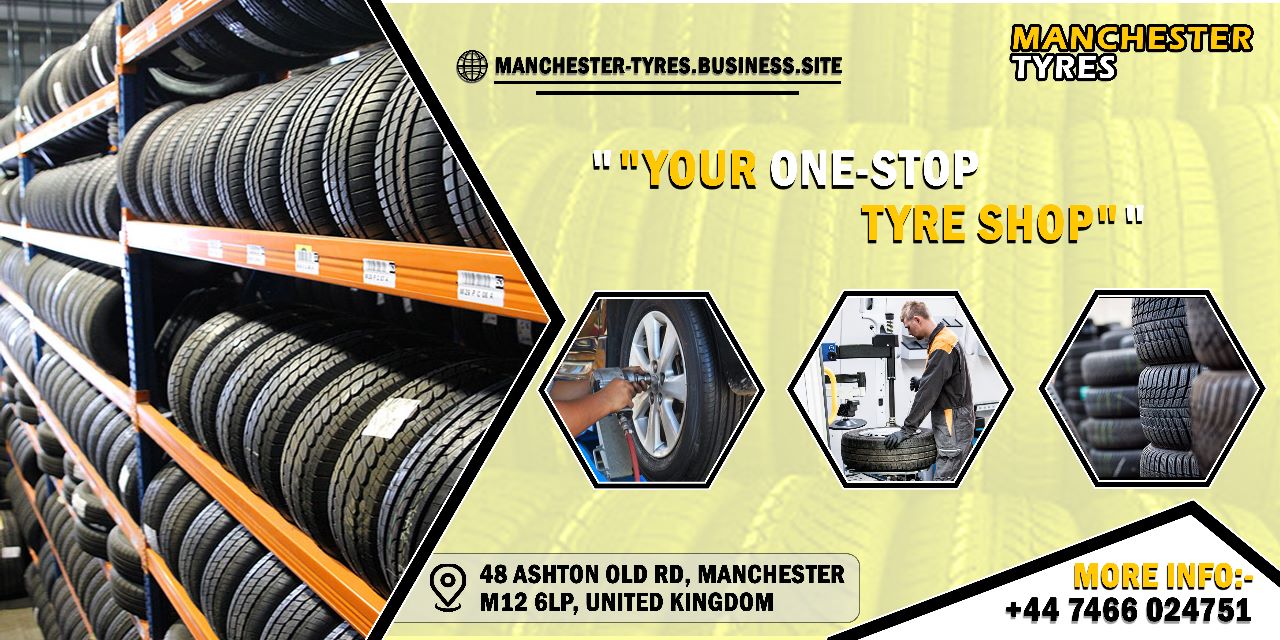 MANCHESTER-TYRES.BUSINESS.SITE
MANCHESTER
TYRES
" "YOUR ONE-STOP
TYRE SHOP" "
48 ASHTON OLD RD, MANCHESTER
M12 6LP, UNITED KINGDOM
MORE INFO:-
+44 7466 024751